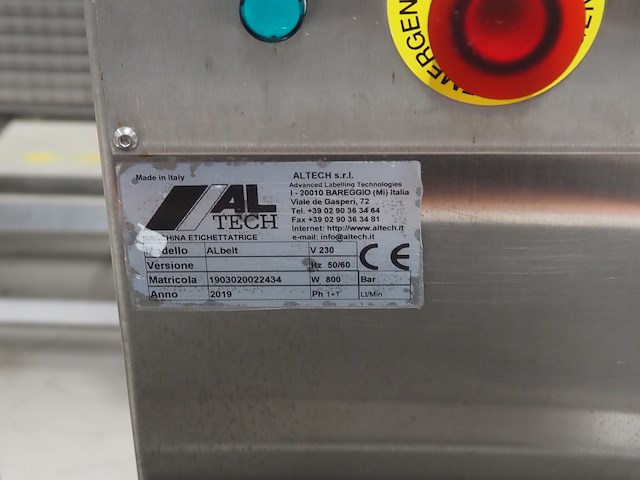 EMERGEN
Made in Italy
AL
TECH
ALTECH s.r.l.
Advanced Labelling Technologies
I - 20010 BAREGGIO (Mi) Italia
Viale de Gasperi, 72
Tel. +39 02 90 36 34 64
Fax +39 02 90 36 34 81
Internet: http://www.altech.it
e-mail: info@altech.it
ETICHETTATRICE
ALbelt V 230
Versione Hz 50/60
CE
Matricola 1903020022434 W 800 Bar
Anno 2019 Ph 1+T Lt/Min